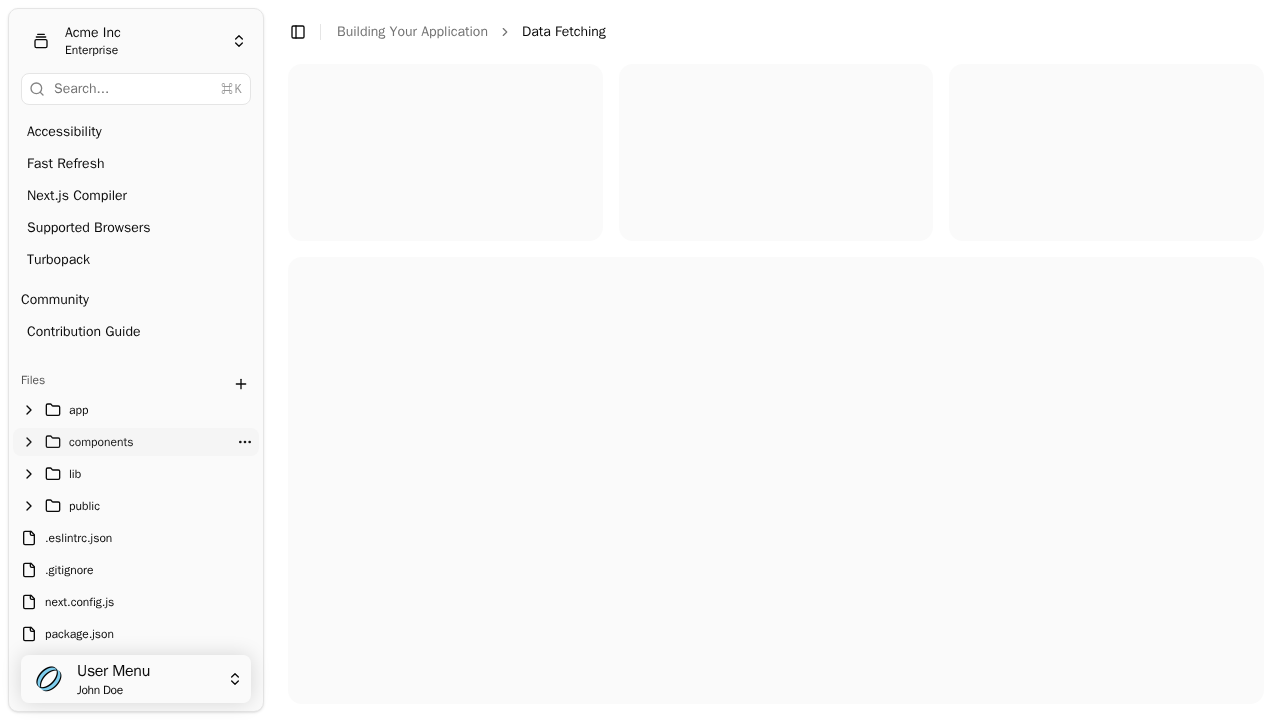 Acme Inc
Enterprise
Search...
⌘K
Accessibility
Fast Refresh
Next.js Compiler
Supported Browsers
Turbopack
Community
Contribution Guide
Files
app
components
lib
public
.eslintrc.json
.gitignore
next.config.js
package.json
User Menu
John Doe
Building Your Application
Data Fetching